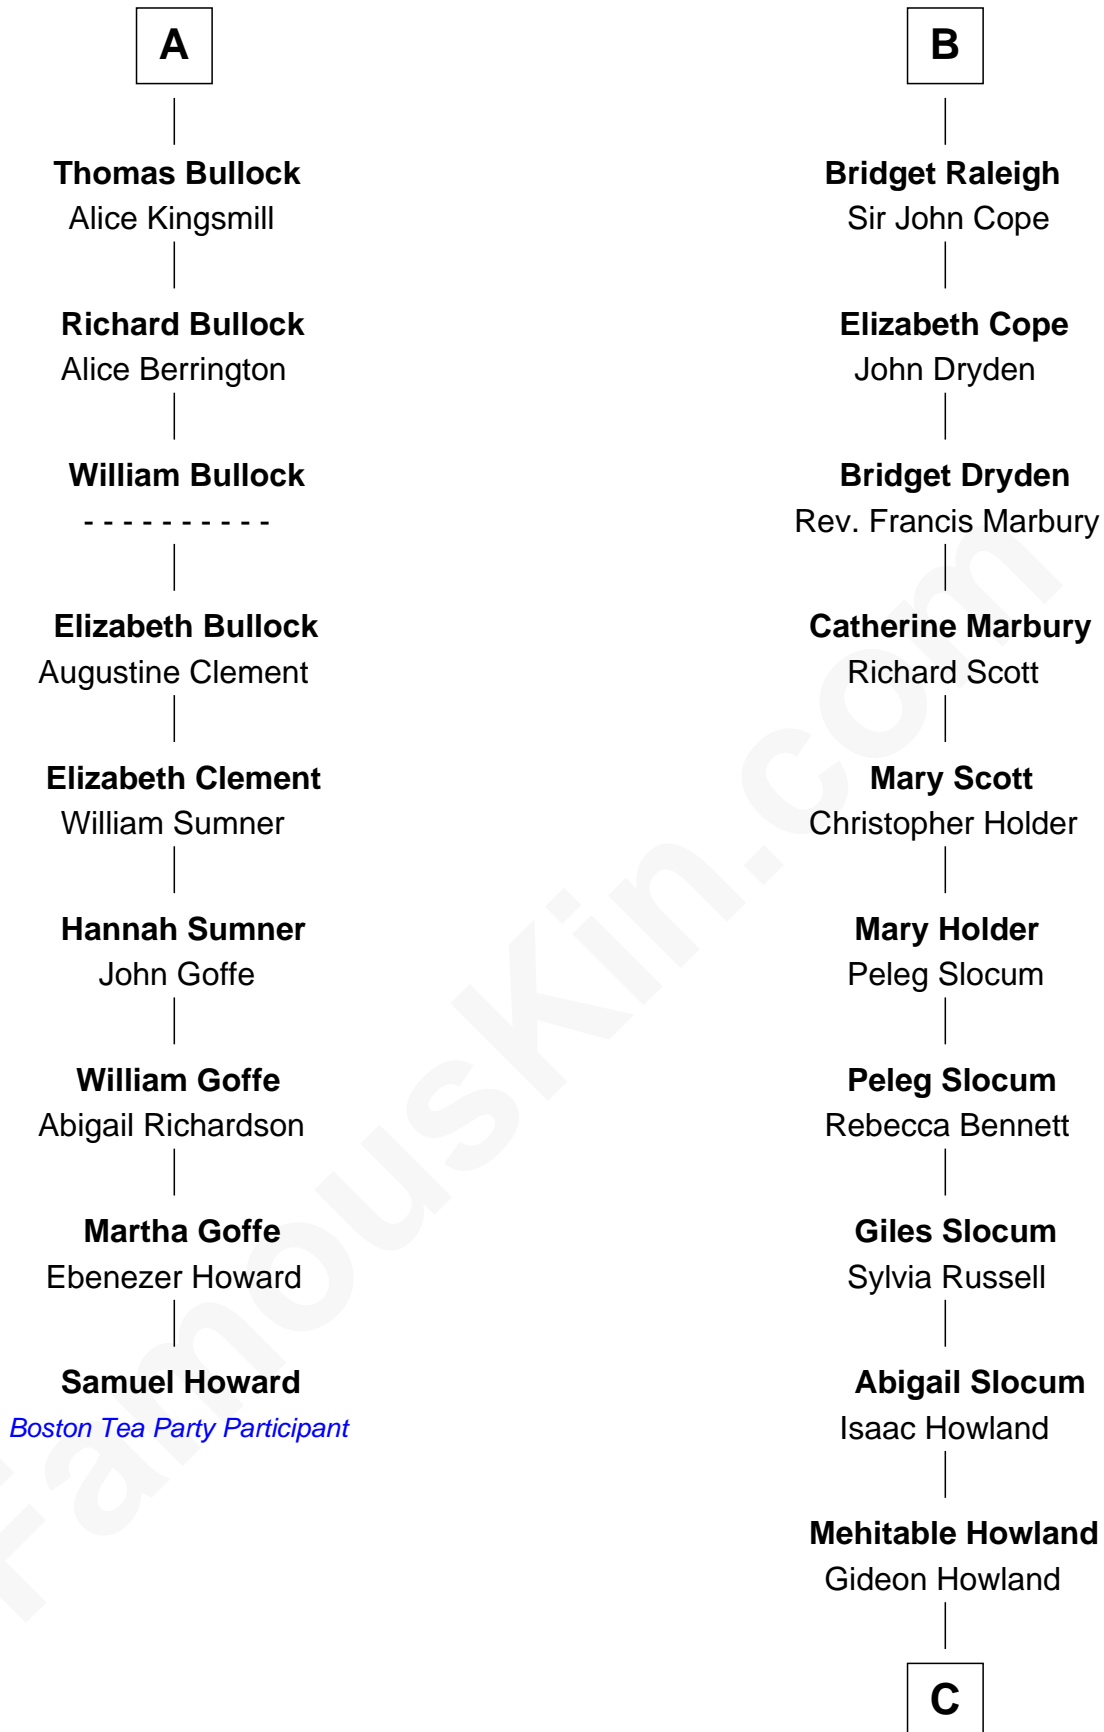 A
Thomas Bullock
Alice Kingsmill
Richard Bullock
Alice Berrington
William Bullock
- - - - - - - - - -
Elizabeth Bullock
Augustine Clement
Elizabeth Clement
William Sumner
Hannah Sumner
John Goffe
William Goffe
Abigail Richardson
Martha Goffe
Ebenezer Howard
Samuel Howard
Boston Tea Party Participant
B
Bridget Raleigh
Sir John Cope
Elizabeth Cope
John Dryden
Bridget Dryden
Rev. Francis Marbury
Catherine Marbury
Richard Scott
Mary Scott
Christopher Holder
Mary Holder
Peleg Slocum
Peleg Slocum
Rebecca Bennett
Giles Slocum
Sylvia Russell
Abigail Slocum
Isaac Howland
Mehitable Howland
Gideon Howland
C
FamousKin.com